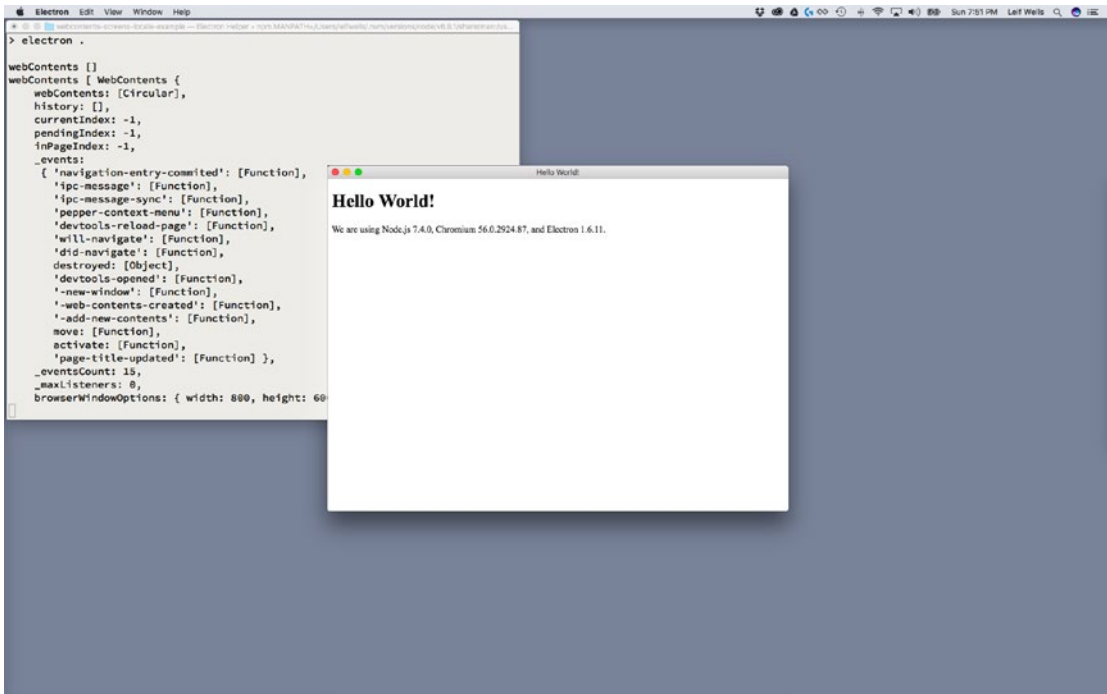 Electron Edit View Window Help
Sun 7:51 PM Leif Wells
> electron .
webContents []
webContents [ WebContents {
webContents: [Circular],
history: [],
currentIndex: -1,
pendingIndex: -1,
inPageIndex: -1,
_events:
{ 'navigation-entry-commited': [Function],
'ipc-message': [Function],
'ipc-message-sync': [Function],
'pepper-context-menu': [Function],
'devtools-reload-page': [Function],
'will-navigate': [Function],
'did-navigate': [Function],
destroyed: [Object],
'devtools-opened': [Function],
'-new-window': [Function],
'-web-contents-created': [Function],
'-add-new-contents': [Function],
move: [Function],
activate: [Function],
'page-title-updated': [Function] },
_eventsCount: 15,
_maxListeners: 0,
browserWindowOptions: { width: 800, height:
Hello World!
Hello World!
We are using Node.js 7.4.0, Chromium 56.0.2924.87, and Electron 1.6.11.